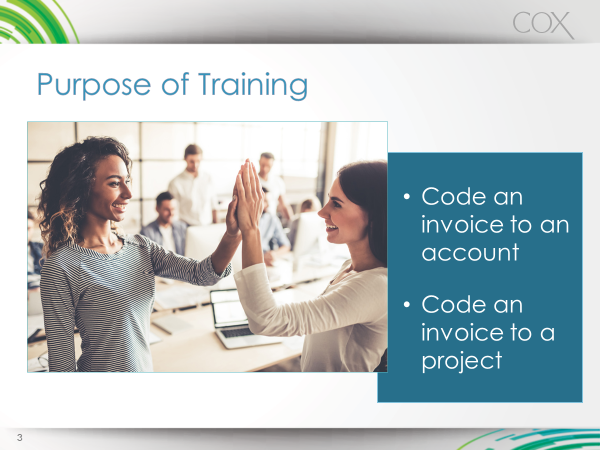 COX
Purpose of Training
• Code an
invoice to an
account
• Code an
invoice to a
project
3